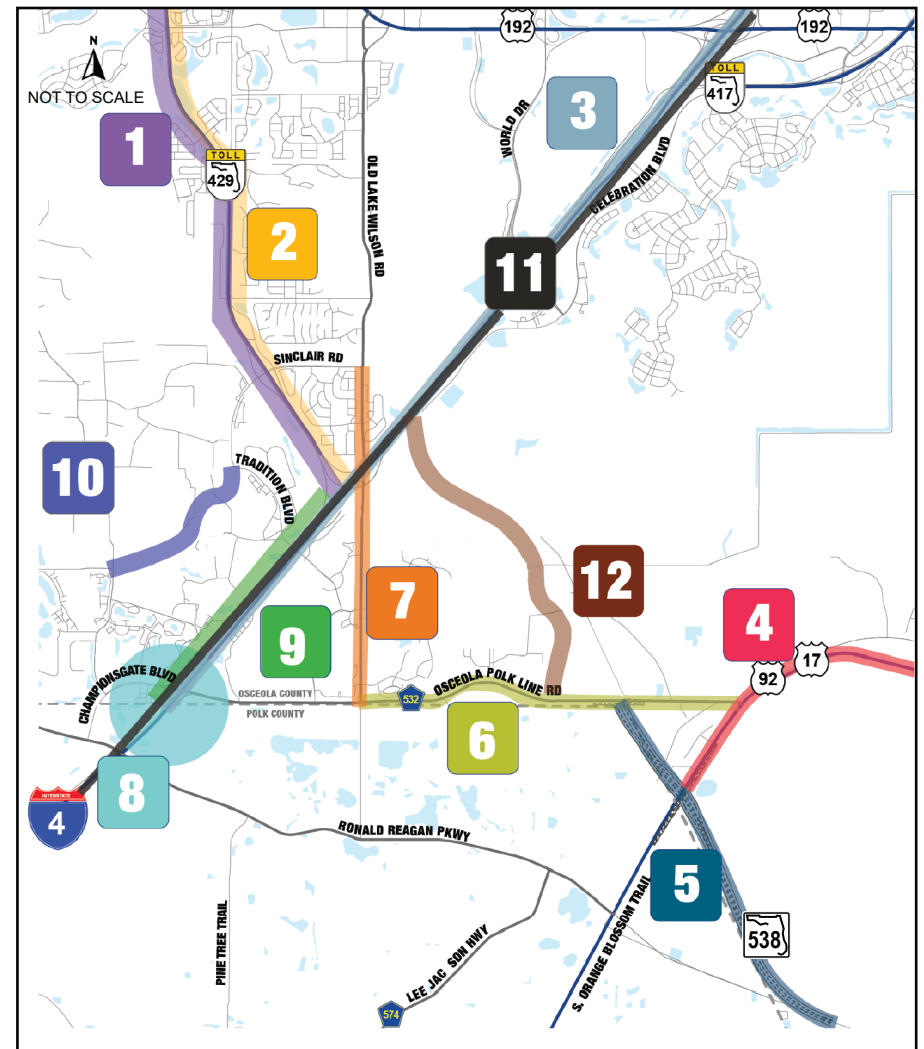 192
192
N
NOT TO SCALE
TOLL
417
3
1
WORLD DR
CELEBRATION BLVD
TOLL
429
OLD LAKE WILSON RD
2
11
SINCLAIR RD
TRADITION BLVD
10
12
7
4
9
17
92
CHAMPIONSGATE BLVD
OSCEOLA COUNTY
POLK COUNTY
532
OSCEOLA POLK LINE RD
6
8
INTERSTATE
4
RONALD REAGAN PKWY
5
S. ORANGE BLOSSOM TRAIL
538
PINE TREE TRAIL
LEE JAC SON HWY
574